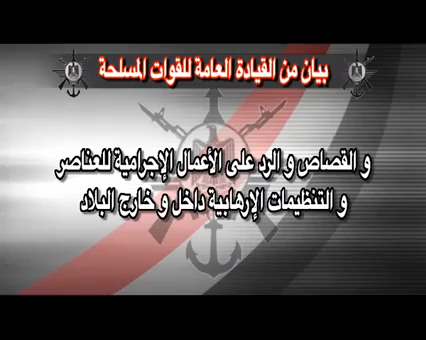 بيان من القيادة العامة للقوات المسلحة
و القصاص و الرد على الأعمال الإجرامية للعناصر
و التنظيمات الإرهابية داخل و خارج البلاد